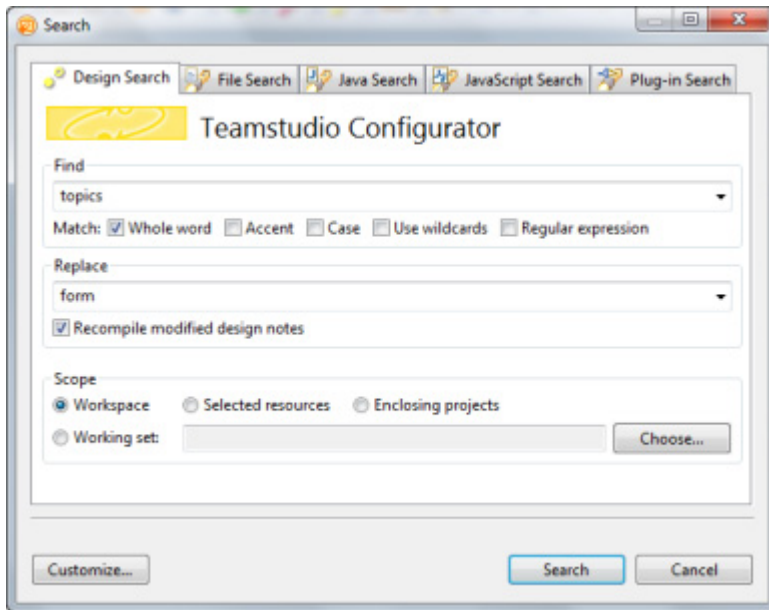 Search
Design Search File Search Java Search JavaScript Search Plug-in Search
Teamstudio Configurator
Find
topics
Match: Whole word Accent Case Use wildcards Regular expression
Replace
form
Recompile modified design notes
Scope
Workspace Selected resources Enclosing projects
Working set: Choose...
Customize... Search Cancel